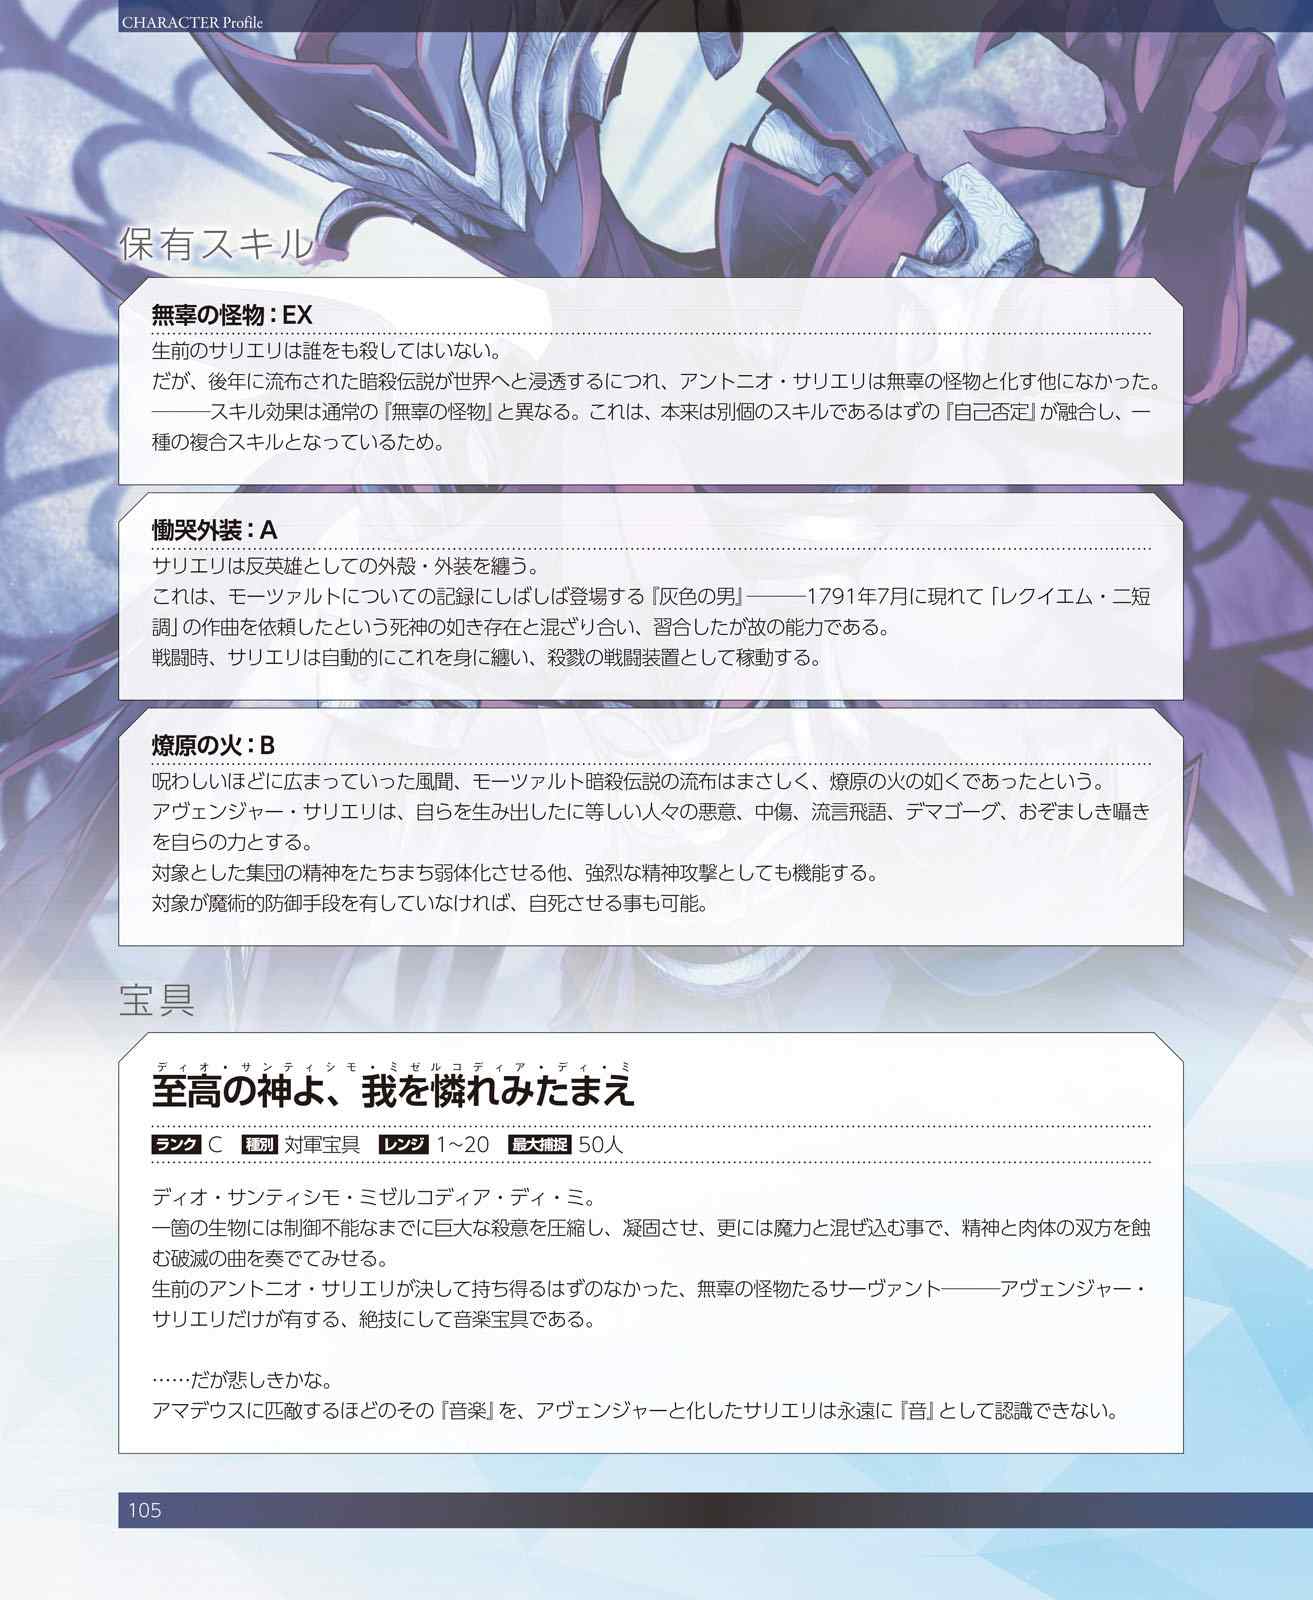 CHARACTER Profile
保有スキル
無辜の怪物：EX
生前のサリエリは誰をも殺してはいない。
だが、後年に流布された暗殺伝説が世界へと浸透するにつれ、アントニオ・サリエリは無辜の怪物と化す他になかった。
―――スキル効果は通常の『無辜の怪物』と異なる。これは、本来は別個のスキルであるはずの『自己否定』が融合し、一
種の複合スキルとなっているため。
慟哭外装：A
サリエリは反英雄としての外殻・外装を纏う。
これは、モーツァルトについての記録にしばしば登場する『灰色の男』―――1791年7月に現れて「レクイエム・ニ短
調」の作曲を依頼したという死神の如き存在と混ざり合い、習合したが故の能力である。
戦闘時、サリエリは自動的にこれを身に纏い、殺戮の戦闘装置として稼動する。
燎原の火：B
呪わしいほどに広まっていった風聞、モーツァルト暗殺伝説の流布はまさしく、燎原の火の如くであったという。
アヴェンジャー・サリエリは、自らを生み出したに等しい人々の悪意、中傷、流言飛語、デマゴーグ、おぞましき囁き
を自らの力とする。
対象とした集団の精神をたちまち弱体化させる他、強烈な精神攻撃としても機能する。
対象が魔術的防御手段を有していなければ、自死させる事も可能。
宝具
ディオ・サンティシモ・ミゼルコディア・ディ・ミ
至高の神よ、我を憐れみたまえ
ランク C 種別 対軍宝具 レンジ 1~20 最大捕捉 50人
ディオ・サンティシモ・ミゼルコディア・ディ・ミ。
一箇の生物には制御不能なまでに巨大な殺意を圧縮し、凝固させ、更には魔力と混ぜ込む事で、精神と肉体の双方を蝕
む破滅の曲を奏でてみせる。
生前のアントニオ・サリエリが決して持ち得るはずのなかった、無辜の怪物たるサーヴァント―――アヴェンジャー・
サリエリだけが有する、絶技にして音楽宝具である。
……だが悲しきかな。
アマデウスに匹敵するほどのその『音楽』を、アヴェンジャーと化したサリエリは永遠に『音』として認識できない。
105